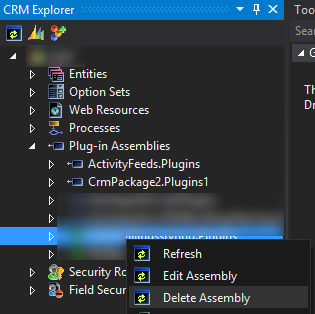 CRM Explorer
Too
Sear
G
Entities
Th
Option Sets
Dr
Web Resources
Processes
Plug-in Assemblies
ActivityFeeds.Plugins
CrmPackage2.Plugins1
Refresh
Edit Assembly
Security Ro
Delete Assembly
Field Secur